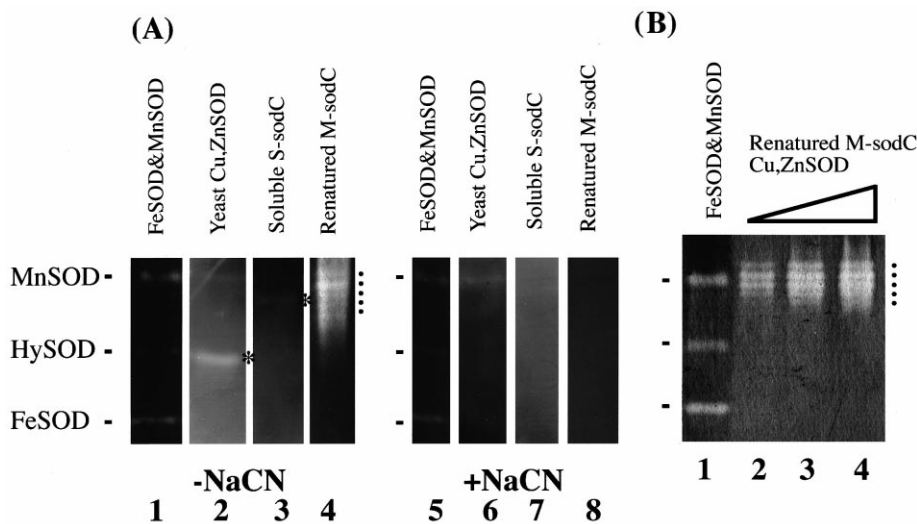 (A)
(B)
FeSOD&MnSOD
Yeast Cu,ZnSOD
Soluble S-sodC
Renatured M-sodC
FeSOD&MnSOD
Yeast Cu,ZnSOD
Soluble S-sodC
Renatured M-sodC
FeSOD&MnSOD
Renatured M-sodC
Cu,ZnSOD
MnSOD
HySOD
FeSOD
*
*
-NaCN
+NaCN
1 2 3 4
5 6 7 8
1 2 3 4